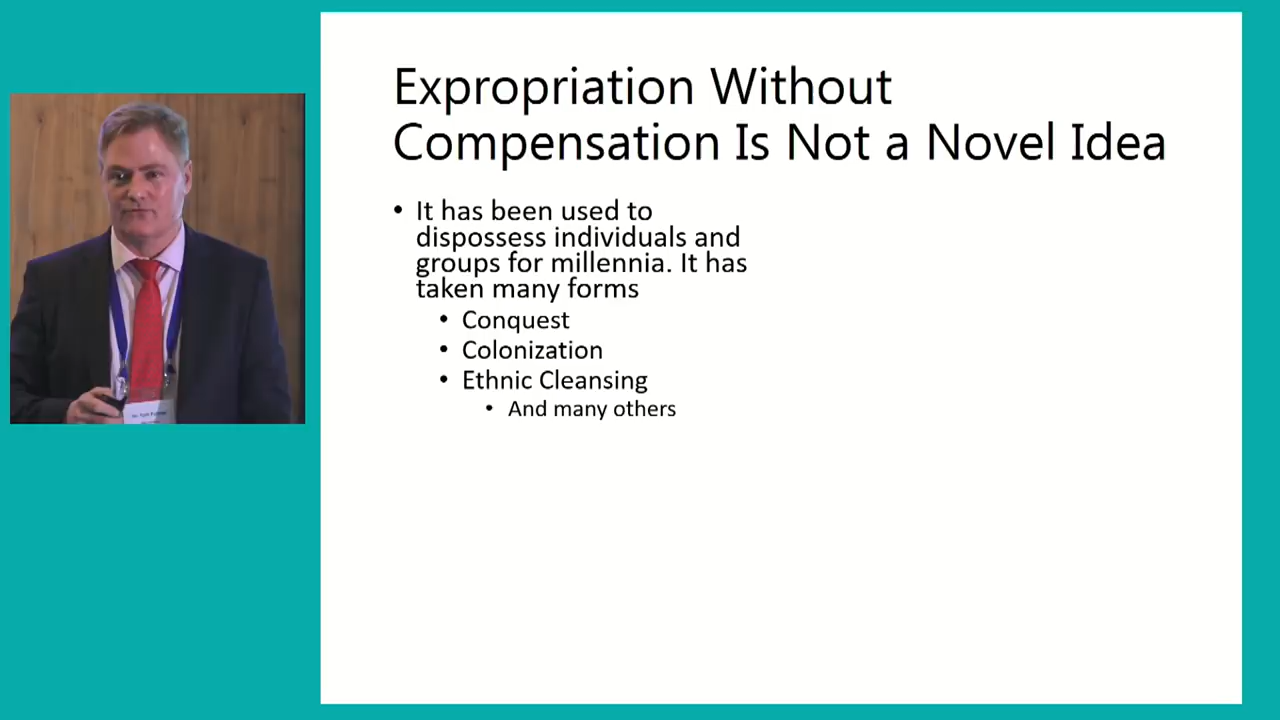 Expropriation Without
Compensation Is Not a Novel Idea
• It has been used to
dispossess individuals and
groups for millennia. It has
taken many forms
• Conquest
• Colonization
• Ethnic Cleansing
• And many others